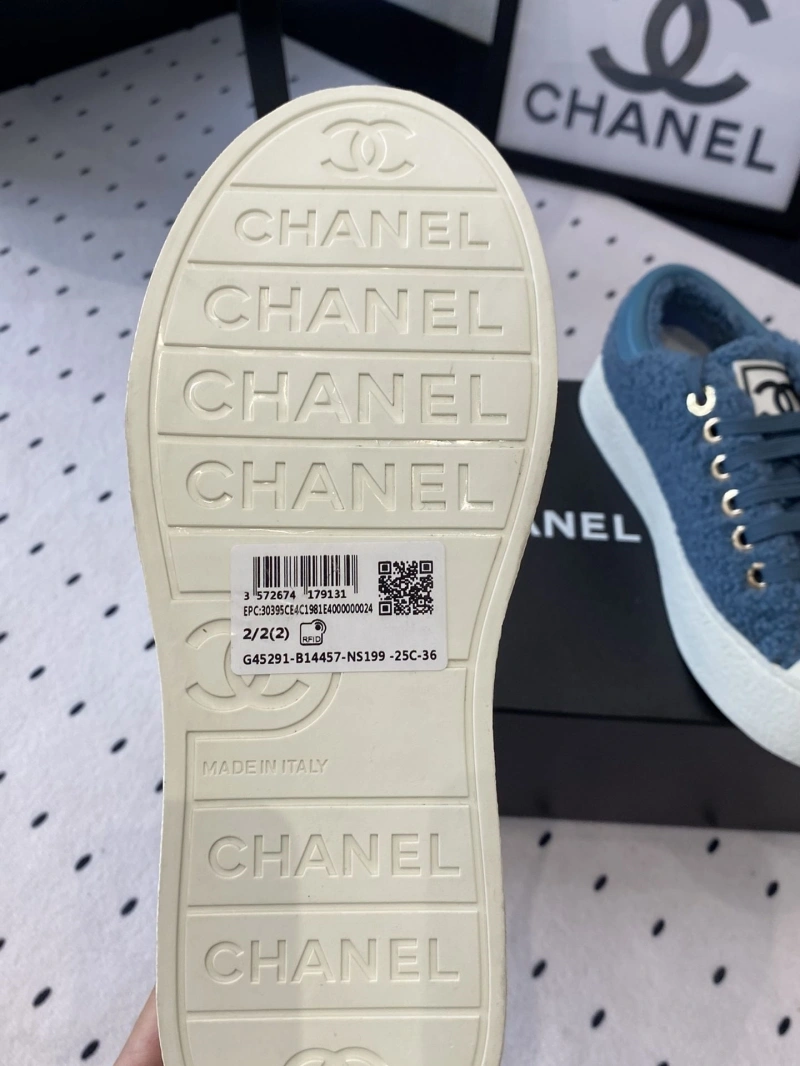 CHANEL
CHANEL
CHANEL
CHANEL
CHANEL
3 572674 179131
EPC:30395CE4C1981E4000000024
2/2(2) RFID
G45291-B14457-NS199 -25C-36
ANEL
MADE IN ITALY
CHANEL
CHANEL